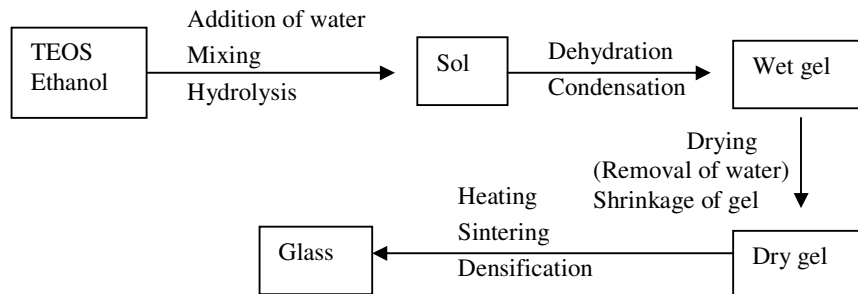 TEOS
Ethanol
Addition of water
Mixing
Hydrolysis
Sol
Dehydration
Condensation
Wet gel
Drying
(Removal of water)
Shrinkage of gel
Dry gel
Heating
Sintering
Densification
Glass